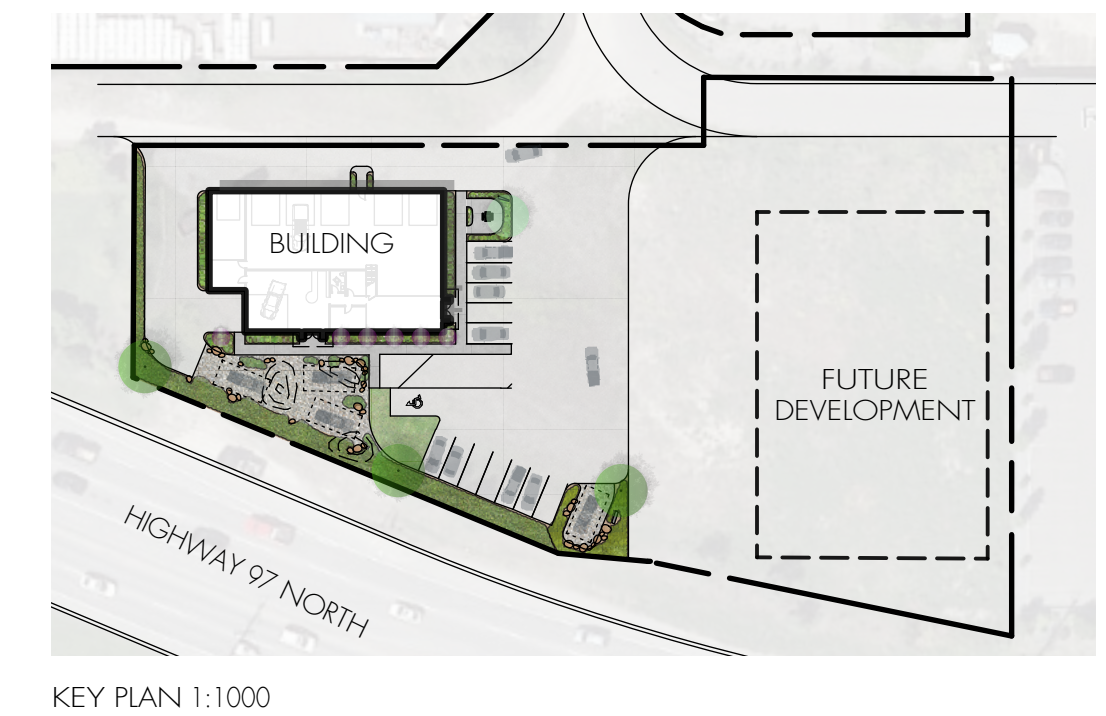 BUILDING
FUTURE
DEVELOPMENT
HIGHWAY 97 NORTH
KEY PLAN 1:1000